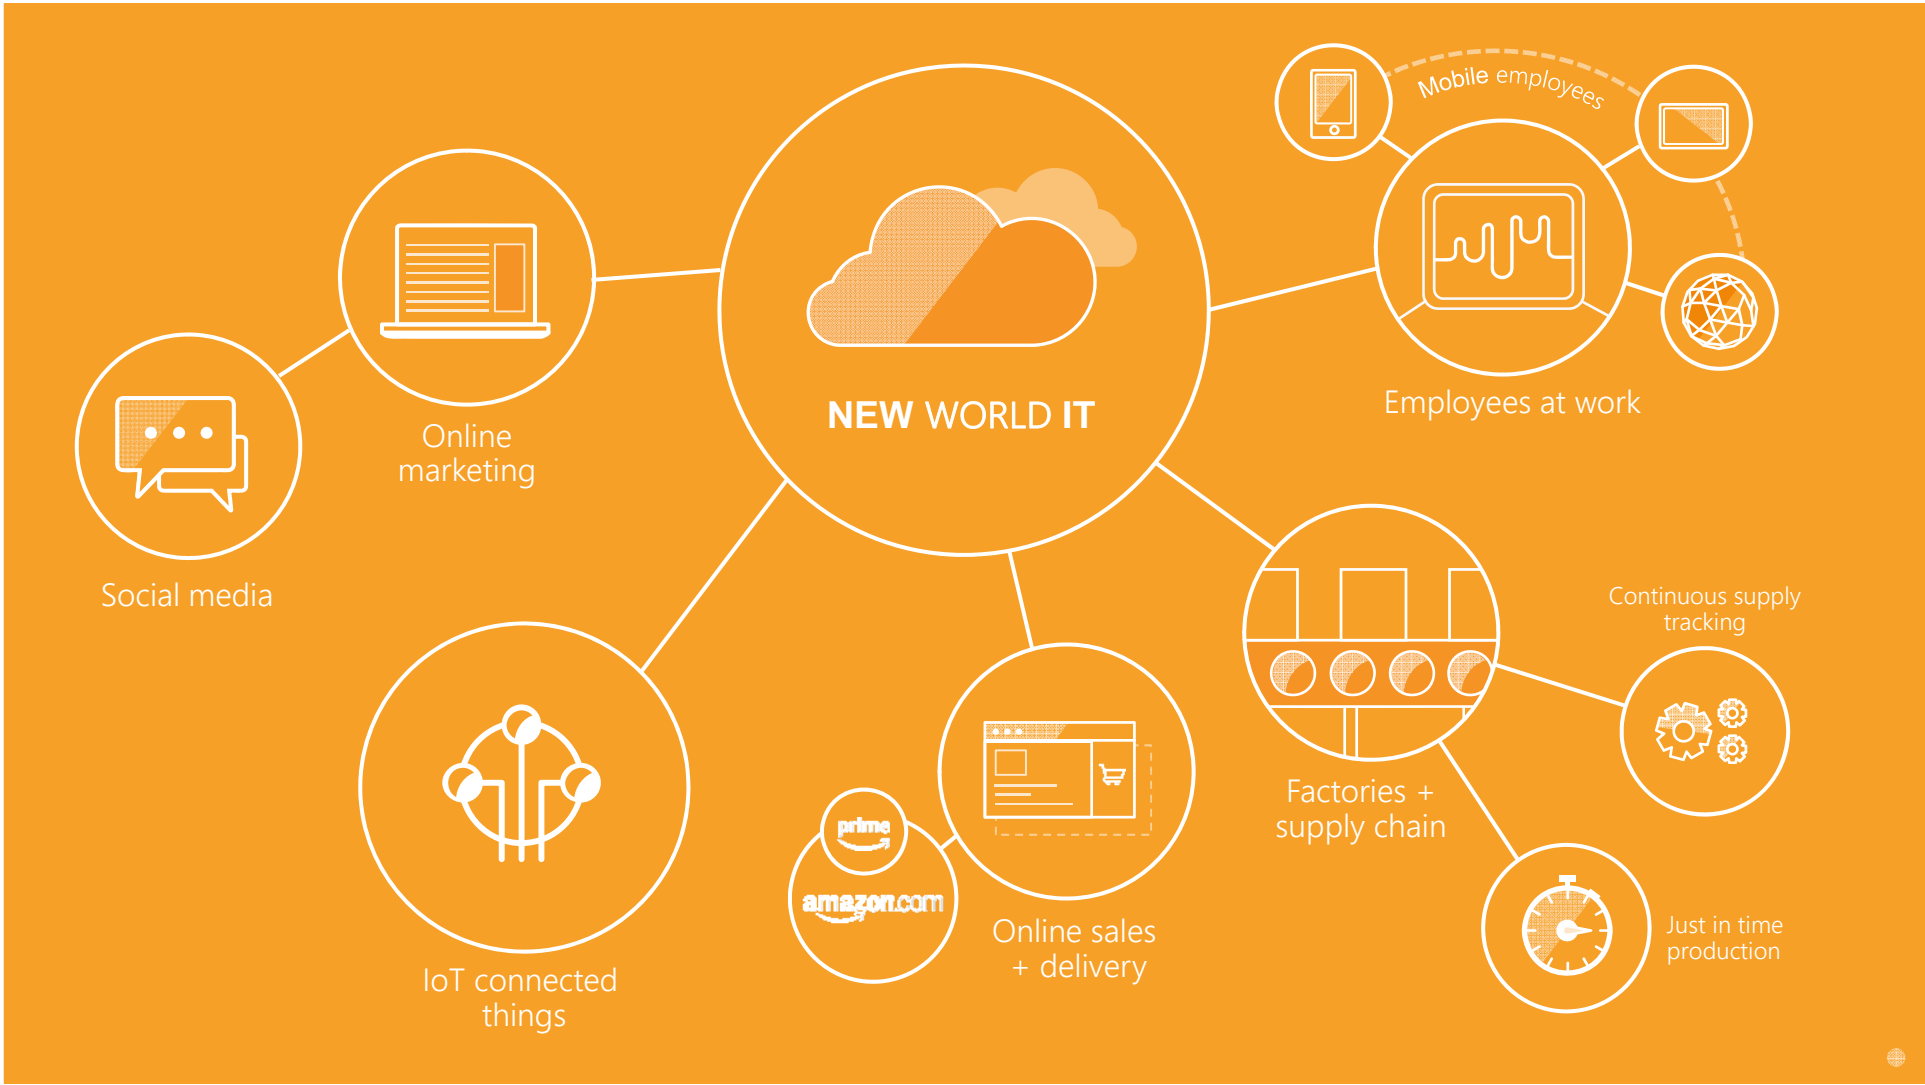 Mobile employees
NEW WORLD IT
Employees at work
Online
marketing
Social media
Continuous supply
tracking
Factories +
supply chain
prime
amazon.com
Online sales
+ delivery
Just in time
production
IoT connected
things